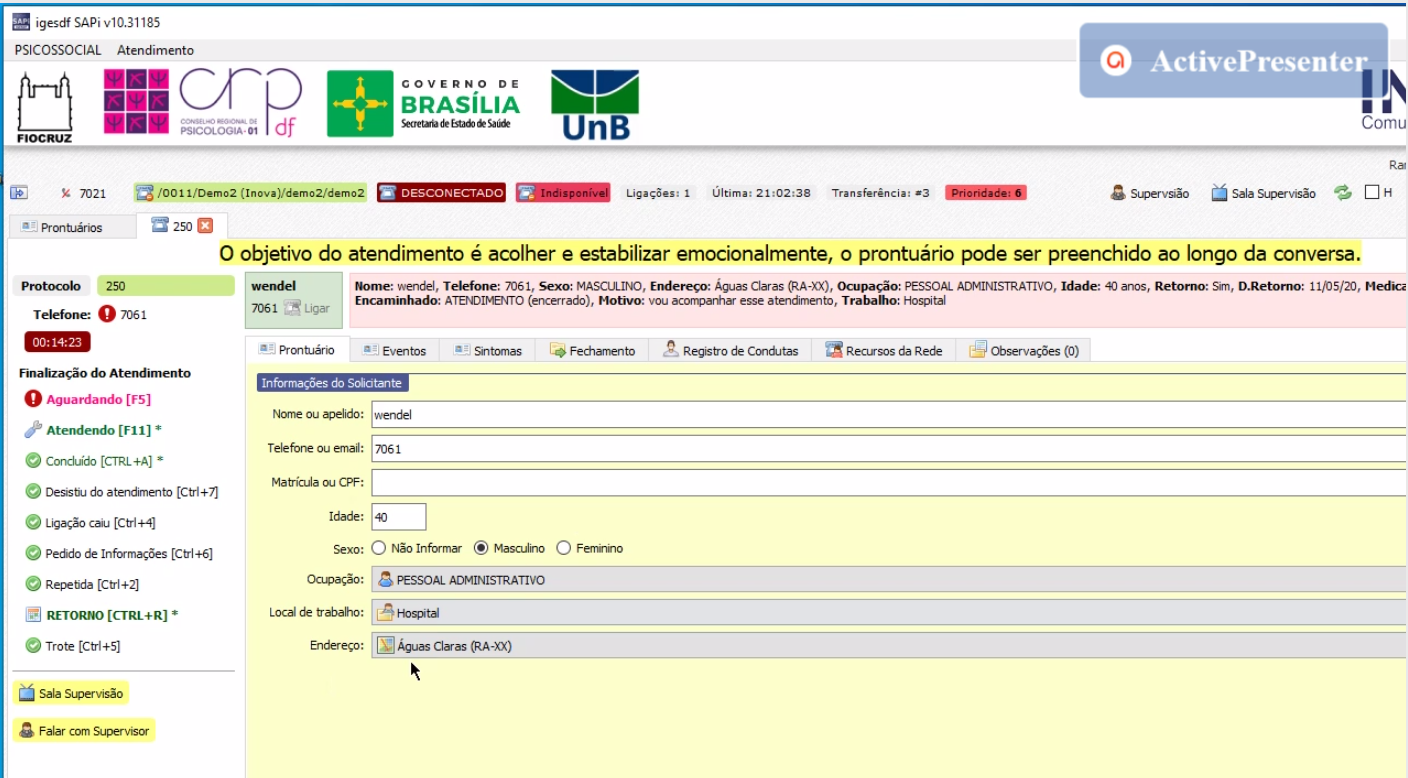 igesdf SAPi v10.31185
PSICOSSOCIAL Atendimento
ActivePresenter
FIOCRUZ
crp df
CONSELHO REGIONAL DE
PSICOLOGIA-01
GOVERNO DE
BRASÍLIA
Secretaria de Estado de Saúde
UnB
IN
Comu
Rar
7021 /0011/Demo2 (Inova)/demo2/demo2 DESCONECTADO Indisponível Ligações: 1 Última: 21:02:38 Transferência: #3 Prioridade: 6 Supervsião Sala Supervisão H
Prontuários 250
O objetivo do atendimento é acolher e estabilizar emocionalmente, o prontuário pode ser preenchido ao longo da conversa.
Protocolo 250
Telefone: 7061
00:14:23
Finalização do Atendimento
Aguardando [F5]
Atendendo [F11] *
Concluído [CTRL+A] *
Desistiu do atendimento [Ctrl+7]
Ligação caiu [Ctrl+4]
Pedido de Informações [Ctrl+6]
Repetida [Ctrl+2]
RETORNO [CTRL+R] *
Trote [Ctrl+5]
Sala Supervisão
Falar com Supervisor
wendel
7061 Ligar
Nome: wendel, Telefone: 7061, Sexo: MASCULINO, Endereço: Águas Claras (RA-XX), Ocupação: PESSOAL ADMINISTRATIVO, Idade: 40 anos, Retorno: Sim, D.Retorno: 11/05/20, Medica
Encaminhado: ATENDIMENTO (encerrado), Motivo: vou acompanhar esse atendimento, Trabalho: Hospital
Prontuário Eventos Sintomas Fechamento Registro de Condutas Recursos da Rede Observações (0)
Informações do Solicitante
Nome ou apelido: wendel
Telefone ou email: 7061
Matrícula ou CPF:
Idade: 40
Sexo: Não Informar Masculino Feminino
Ocupação: PESSOAL ADMINISTRATIVO
Local de trabalho: Hospital
Endereço: Águas Claras (RA-XX)